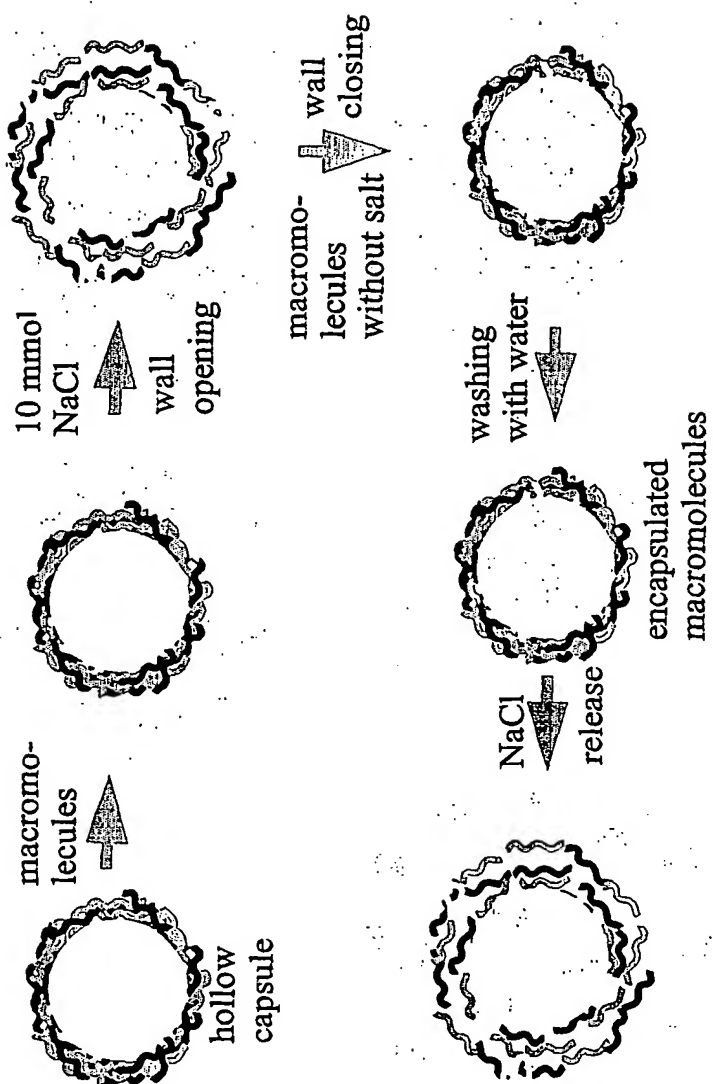 hollow
capsule
macromo-
lecules
10 mmol
NaCl
wall
opening
macromo-
lecules
without salt
wall
closing
washing
with water
encapsulated
macromolecules
NaCl
release